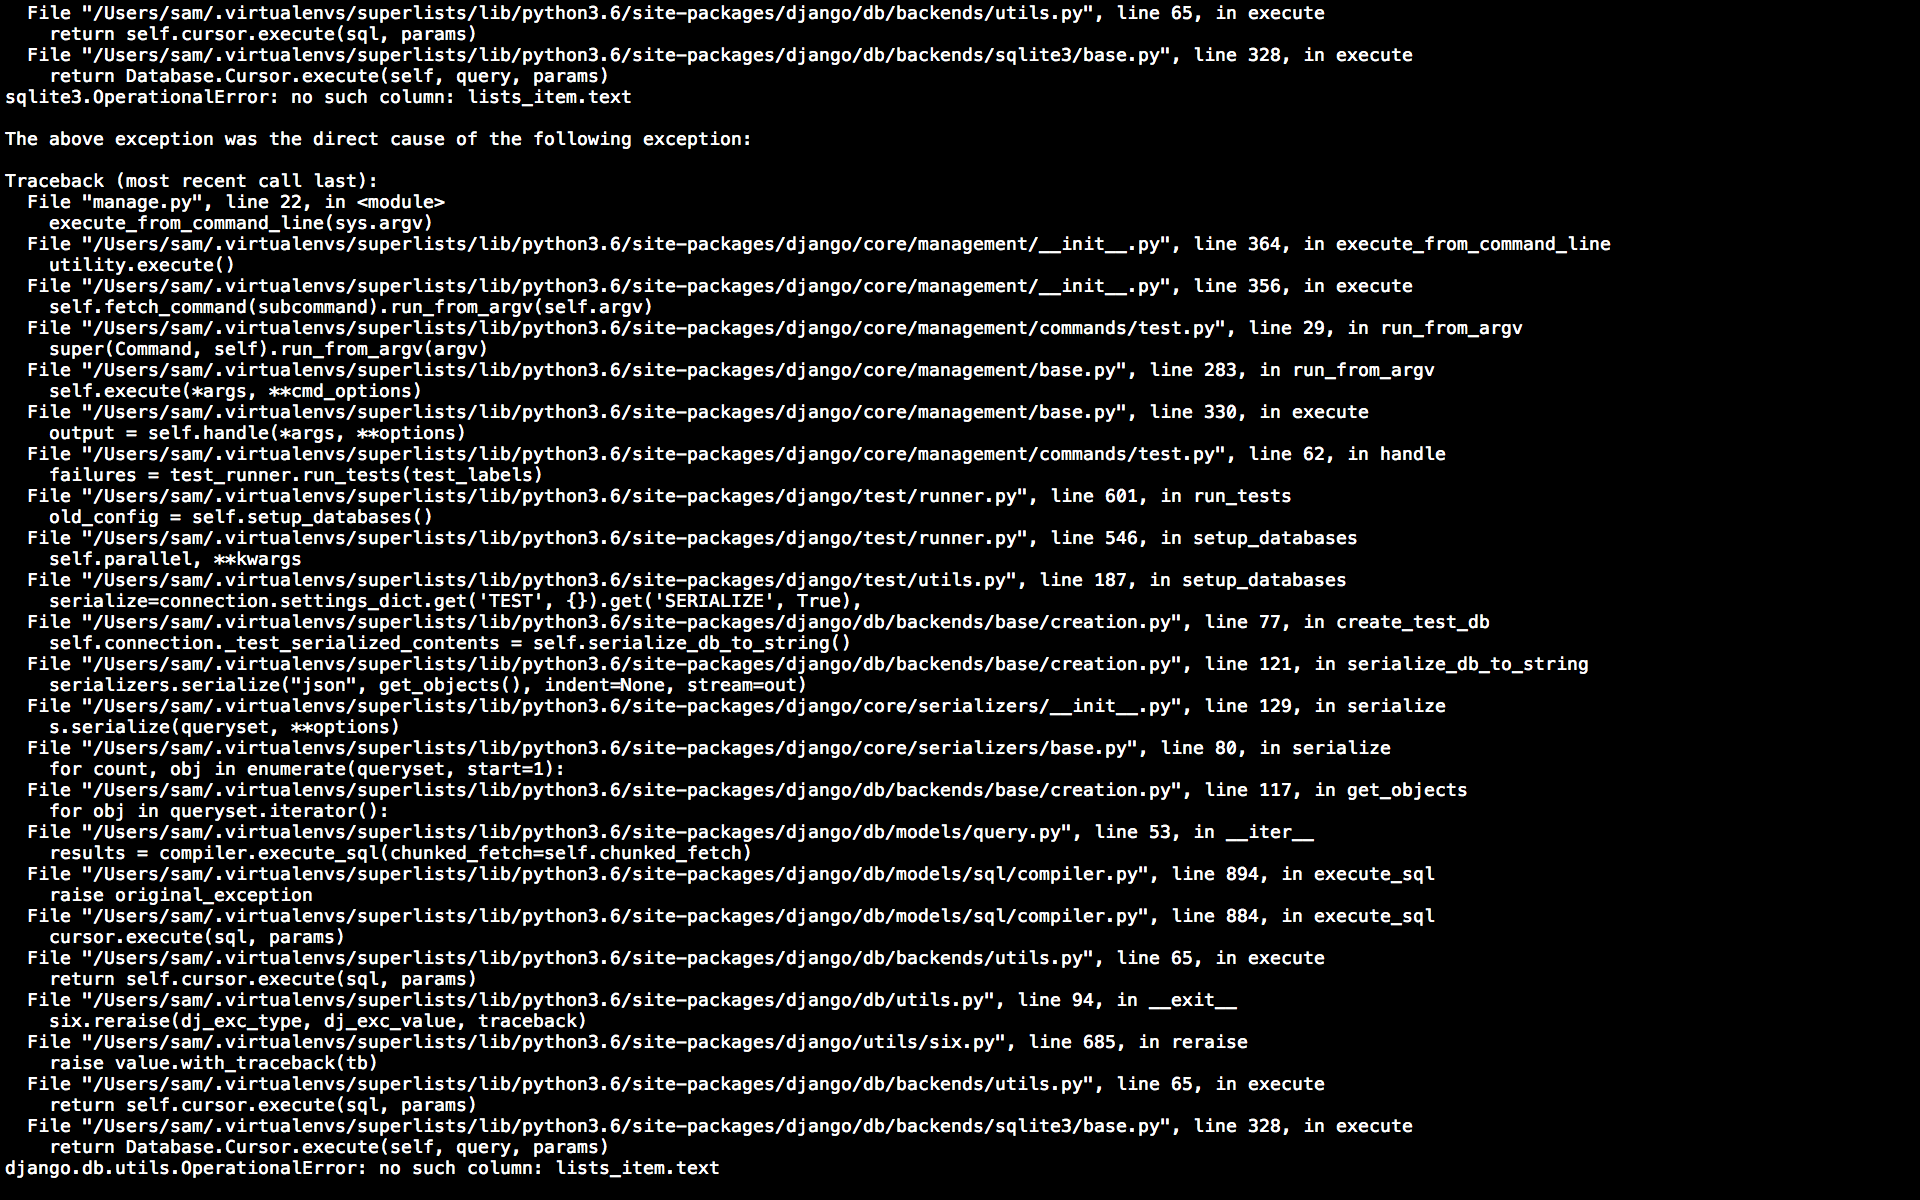 File "/Users/sam/.virtualenvs/superlists/lib/python3.6/site-packages/django/db/backends/utils.py", line 65, in execute
    return self.cursor.execute(sql, params)
  File "/Users/sam/.virtualenvs/superlists/lib/python3.6/site-packages/django/db/backends/sqlite3/base.py", line 328, in execute
    return Database.Cursor.execute(self, query, params)
sqlite3.OperationalError: no such column: lists_item.text

The above exception was the direct cause of the following exception:

Traceback (most recent call last):
  File "manage.py", line 22, in <module>
    execute_from_command_line(sys.argv)
  File "/Users/sam/.virtualenvs/superlists/lib/python3.6/site-packages/django/core/management/__init__.py", line 364, in execute_from_command_line
    utility.execute()
  File "/Users/sam/.virtualenvs/superlists/lib/python3.6/site-packages/django/core/management/__init__.py", line 356, in execute
    self.fetch_command(subcommand).run_from_argv(self.argv)
  File "/Users/sam/.virtualenvs/superlists/lib/python3.6/site-packages/django/core/management/commands/test.py", line 29, in run_from_argv
    super(Command, self).run_from_argv(argv)
  File "/Users/sam/.virtualenvs/superlists/lib/python3.6/site-packages/django/core/management/base.py", line 283, in run_from_argv
    self.execute(*args, **cmd_options)
  File "/Users/sam/.virtualenvs/superlists/lib/python3.6/site-packages/django/core/management/base.py", line 330, in execute
    output = self.handle(*args, **options)
  File "/Users/sam/.virtualenvs/superlists/lib/python3.6/site-packages/django/core/management/commands/test.py", line 62, in handle
    failures = test_runner.run_tests(test_labels)
  File "/Users/sam/.virtualenvs/superlists/lib/python3.6/site-packages/django/test/runner.py", line 601, in run_tests
    old_config = self.setup_databases()
  File "/Users/sam/.virtualenvs/superlists/lib/python3.6/site-packages/django/test/runner.py", line 546, in setup_databases
    self.parallel, **kwargs
  File "/Users/sam/.virtualenvs/superlists/lib/python3.6/site-packages/django/test/utils.py", line 187, in setup_databases
    serialize=connection.settings_dict.get('TEST', {}).get('SERIALIZE', True),
  File "/Users/sam/.virtualenvs/superlists/lib/python3.6/site-packages/django/db/backends/base/creation.py", line 77, in create_test_db
    self.connection._test_serialized_contents = self.serialize_db_to_string()
  File "/Users/sam/.virtualenvs/superlists/lib/python3.6/site-packages/django/db/backends/base/creation.py", line 121, in serialize_db_to_string
    serializers.serialize("json", get_objects(), indent=None, stream=out)
  File "/Users/sam/.virtualenvs/superlists/lib/python3.6/site-packages/django/core/serializers/__init__.py", line 129, in serialize
    s.serialize(queryset, **options)
  File "/Users/sam/.virtualenvs/superlists/lib/python3.6/site-packages/django/core/serializers/base.py", line 80, in serialize
    for count, obj in enumerate(queryset, start=1):
  File "/Users/sam/.virtualenvs/superlists/lib/python3.6/site-packages/django/db/backends/base/creation.py", line 117, in get_objects
    for obj in queryset.iterator():
  File "/Users/sam/.virtualenvs/superlists/lib/python3.6/site-packages/django/db/models/query.py", line 53, in __iter__
    results = compiler.execute_sql(chunked_fetch=self.chunked_fetch)
  File "/Users/sam/.virtualenvs/superlists/lib/python3.6/site-packages/django/db/models/sql/compiler.py", line 894, in execute_sql
    raise original_exception
  File "/Users/sam/.virtualenvs/superlists/lib/python3.6/site-packages/django/db/models/sql/compiler.py", line 884, in execute_sql
    cursor.execute(sql, params)
  File "/Users/sam/.virtualenvs/superlists/lib/python3.6/site-packages/django/db/backends/utils.py", line 65, in execute
    return self.cursor.execute(sql, params)
  File "/Users/sam/.virtualenvs/superlists/lib/python3.6/site-packages/django/db/utils.py", line 94, in __exit__
    six.reraise(dj_exc_type, dj_exc_value, traceback)
  File "/Users/sam/.virtualenvs/superlists/lib/python3.6/site-packages/django/utils/six.py", line 685, in reraise
    raise value.with_traceback(tb)
  File "/Users/sam/.virtualenvs/superlists/lib/python3.6/site-packages/django/db/backends/utils.py", line 65, in execute
    return self.cursor.execute(sql, params)
  File "/Users/sam/.virtualenvs/superlists/lib/python3.6/site-packages/django/db/backends/sqlite3/base.py", line 328, in execute
    return Database.Cursor.execute(self, query, params)
django.db.utils.OperationalError: no such column: lists_item.text